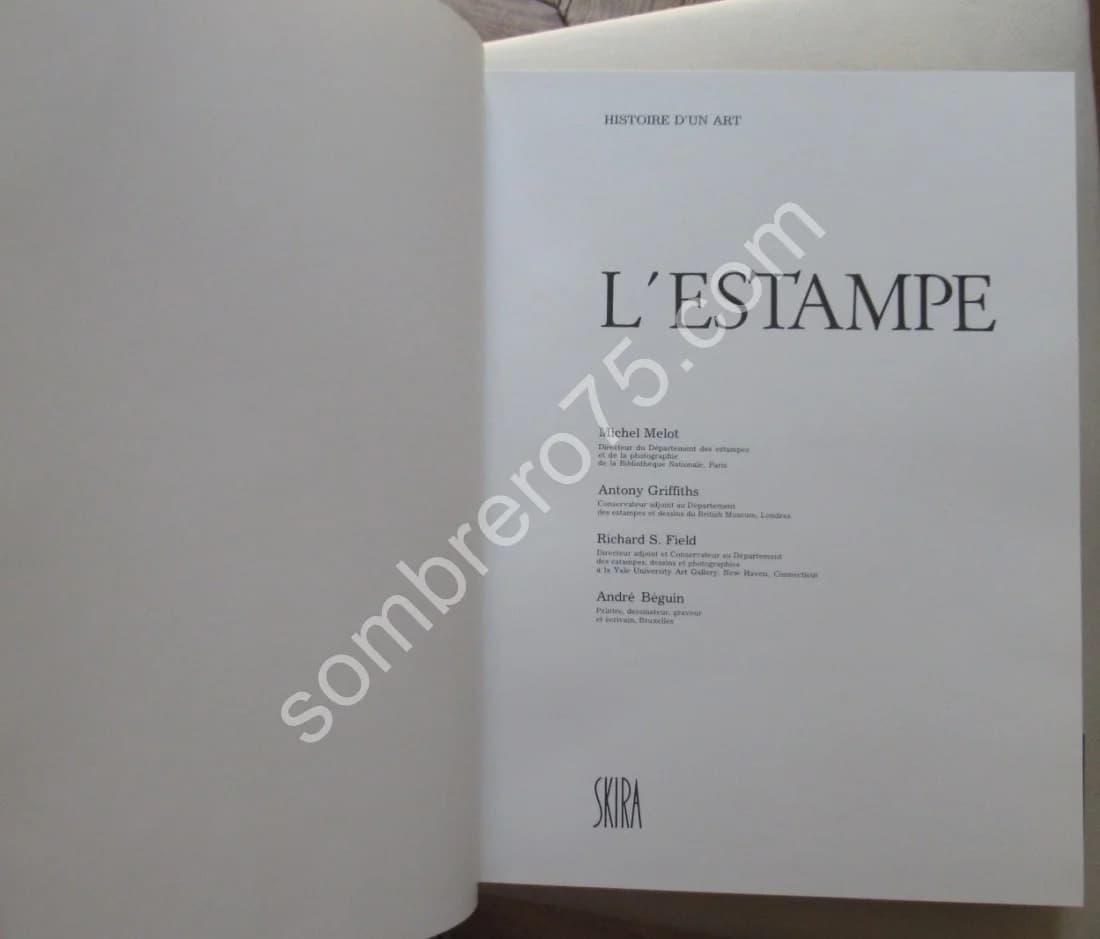 HISTOIRE D'UN ART
L'ESTAMPE
Michel Melot
Directeur du Département des estampes
et de la photographie
de la Bibliothèque Nationale, Paris
Antony Griffiths
Conservateur adjoint au Département
des estampes et dessins du British Museum, Londres
Richard S. Field
Directeur adjoint et Conservateur au Département
des estampes, dessins et photographies
à la Yale University Art Gallery, New Haven, Connecticut
André Béguin
Peintre, dessinateur, graveur
et écrivain, Bruxelles
SKIRA
sombrero75.com